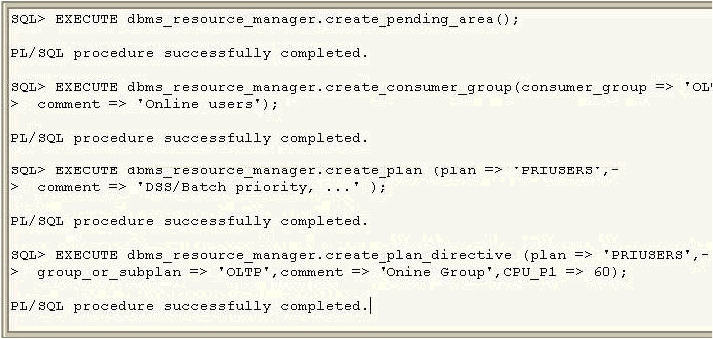 SQL> EXECUTE dbms_resource_manager.create_pending_area();
PL/SQL procedure successfully completed.
SQL> EXECUTE dbms_resource_manager.create_consumer_group(consumer_group => 'OLT
> comment => 'Online users');
PL/SQL procedure successfully completed.
SQL> EXECUTE dbms_resource_manager.create_plan (plan => 'PRIUSERS',-
> comment => 'DSS/Batch priority, ...' );
PL/SQL procedure successfully completed.
SQL> EXECUTE dbms_resource_manager.create_plan_directive (plan => 'PRIUSERS',-
> group_or_subplan => 'OLTP',comment => 'Onine Group',CPU_P1 => 60);
PL/SQL procedure successfully completed.